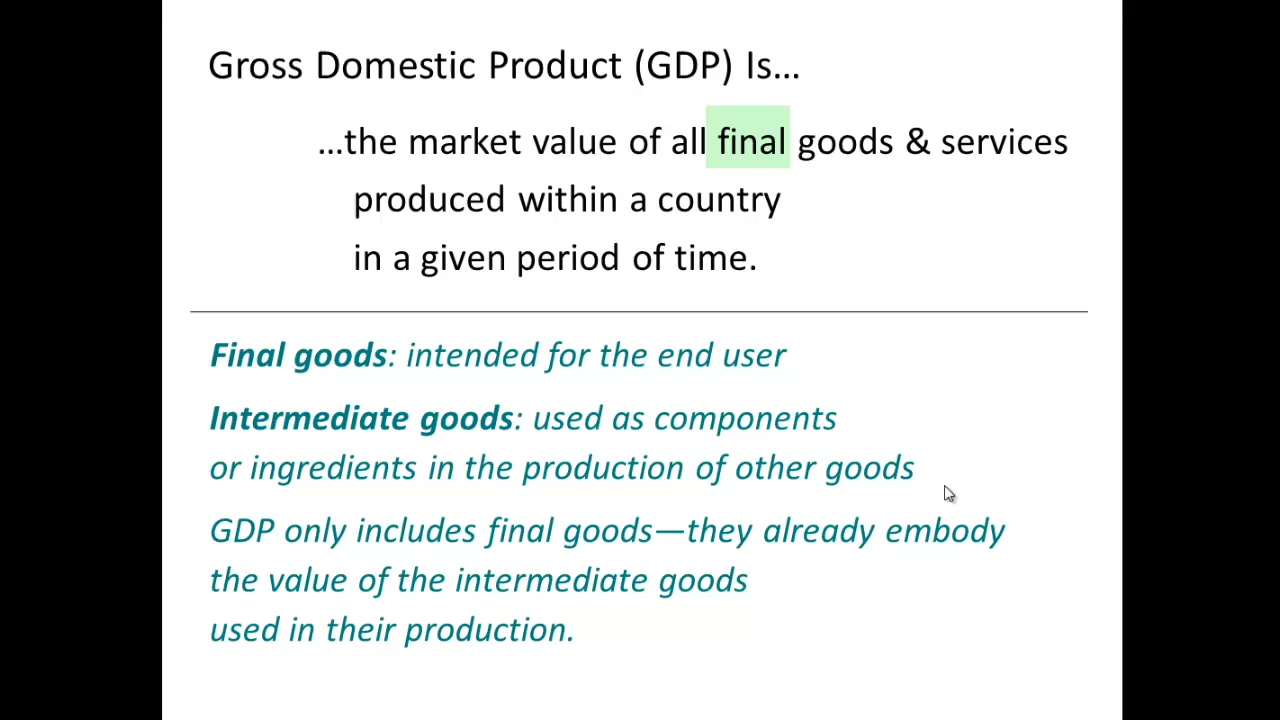 Gross Domestic Product (GDP) Is…
…the market value of all final goods & services
produced within a country
in a given period of time.
Final goods: intended for the end user
Intermediate goods: used as components
or ingredients in the production of other goods
GDP only includes final goods—they already embody
the value of the intermediate goods
used in their production.